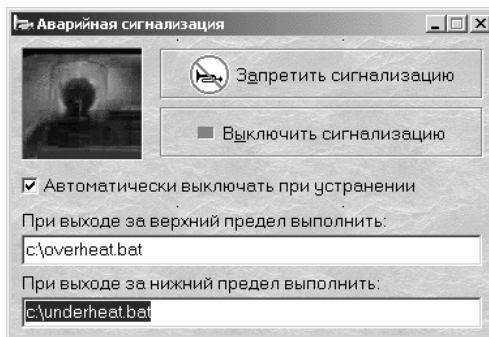 Аварийная сигнализация
Запретить сигнализацию
Выключить сигнализацию
Автоматически выключать при устранении
При выходе за верхний предел выполнить:
c:\overheat.bat
При выходе за нижний предел выполнить:
c:\underheat.bat